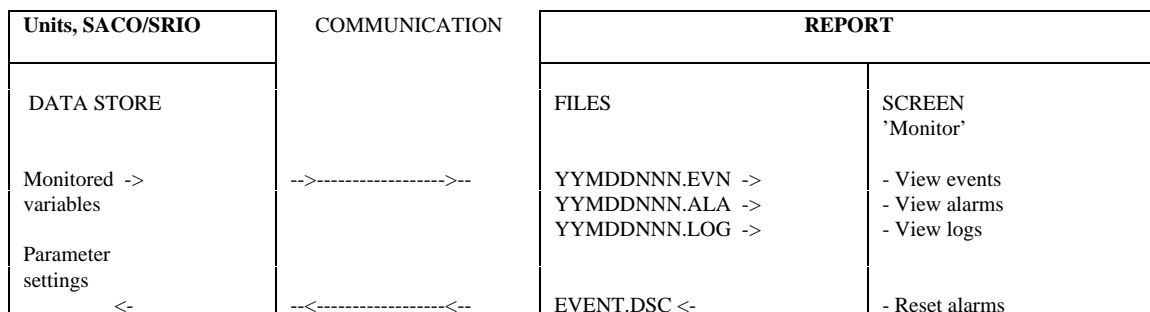 Units, SACO/SRIO COMMUNICATION REPORT
DATA STORE FILES SCREEN
’Monitor’
Monitored -> -->------------------>-- YYMDDNNN.EVN -> - View events
variables YYMDDNNN.ALA -> - View alarms
YYMDDNNN.LOG -> - View logs
Parameter
settings
<- --<------------------<-- EVENT.DSC <- - Reset alarms